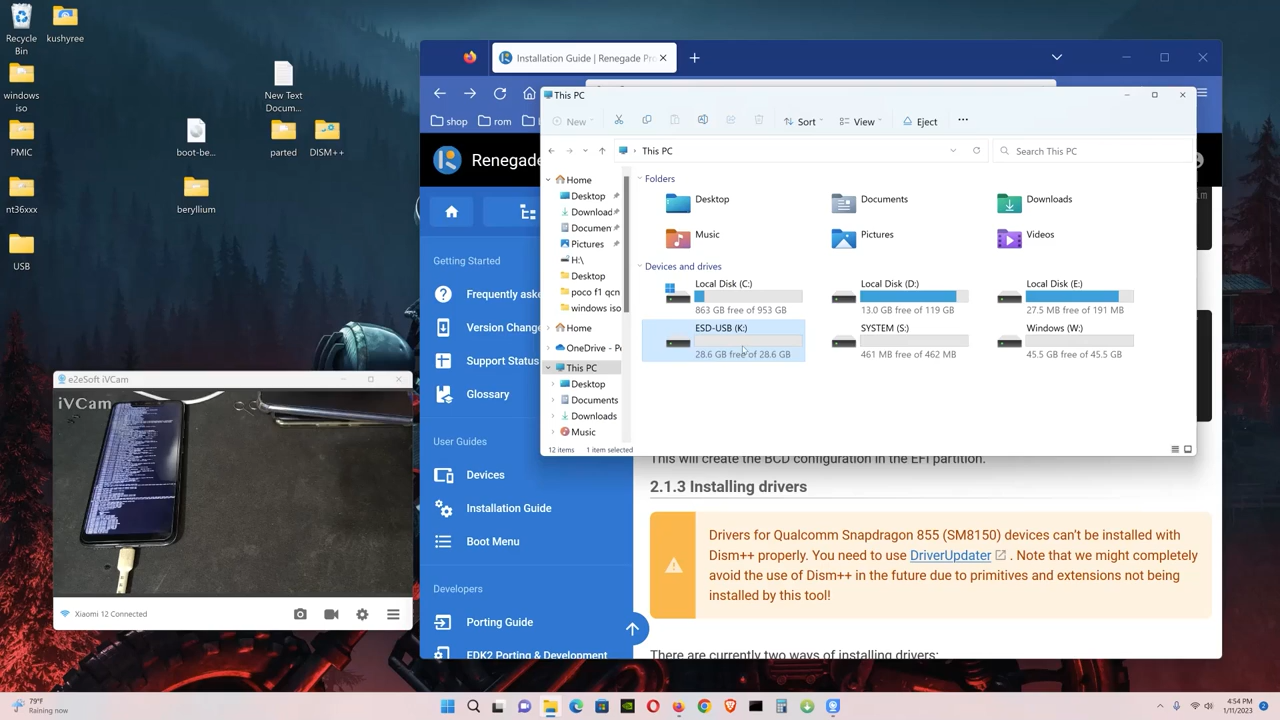 Recycle
Bin
kushyree
windows
iso
New Text
Docum...
PMIC
boot-be...
parted
DISM++
nt36xxx
beryllium
USB
Installation Guide | Renegade Pro
shop
rom
Renegade
Getting Started
Frequently aske
Version Change
Support Status
Glossary
User Guides
Devices
Installation Guide
Boot Menu
Developers
Porting Guide
EDK2 Porting & Development
This PC
New
Sort
View
Eject
...
This PC
Search This PC
Home
Desktop
Download
Documen
Pictures
H:\
Desktop
poco f1 qcn
windows iso
Home
OneDrive - Pe
This PC
Desktop
Documents
Downloads
Music
Folders
Desktop
Documents
Downloads
Music
Pictures
Videos
Devices and drives
Local Disk (C:)
863 GB free of 953 GB
Local Disk (D:)
13.0 GB free of 119 GB
Local Disk (E:)
27.5 MB free of 191 MB
ESD-USB (K:)
28.6 GB free of 28.6 GB
SYSTEM (S:)
461 MB free of 462 MB
Windows (W:)
45.5 GB free of 45.5 GB
12 items
1 item selected
This will create the BCD configuration in the EFI partition.
2.1.3 Installing drivers
Drivers for Qualcomm Snapdragon 855 (SM8150) devices can't be installed with
Dism++ properly. You need to use DriverUpdater . Note that we might completely
avoid the use of Dism++ in the future due to primitives and extensions not being
installed by this tool!
There are currently two ways of installing drivers:
e2eSoft iVCam
iVCam
Xiaomi 12 Connected
79°F
Raining now
4:54 PM
1/11/2023